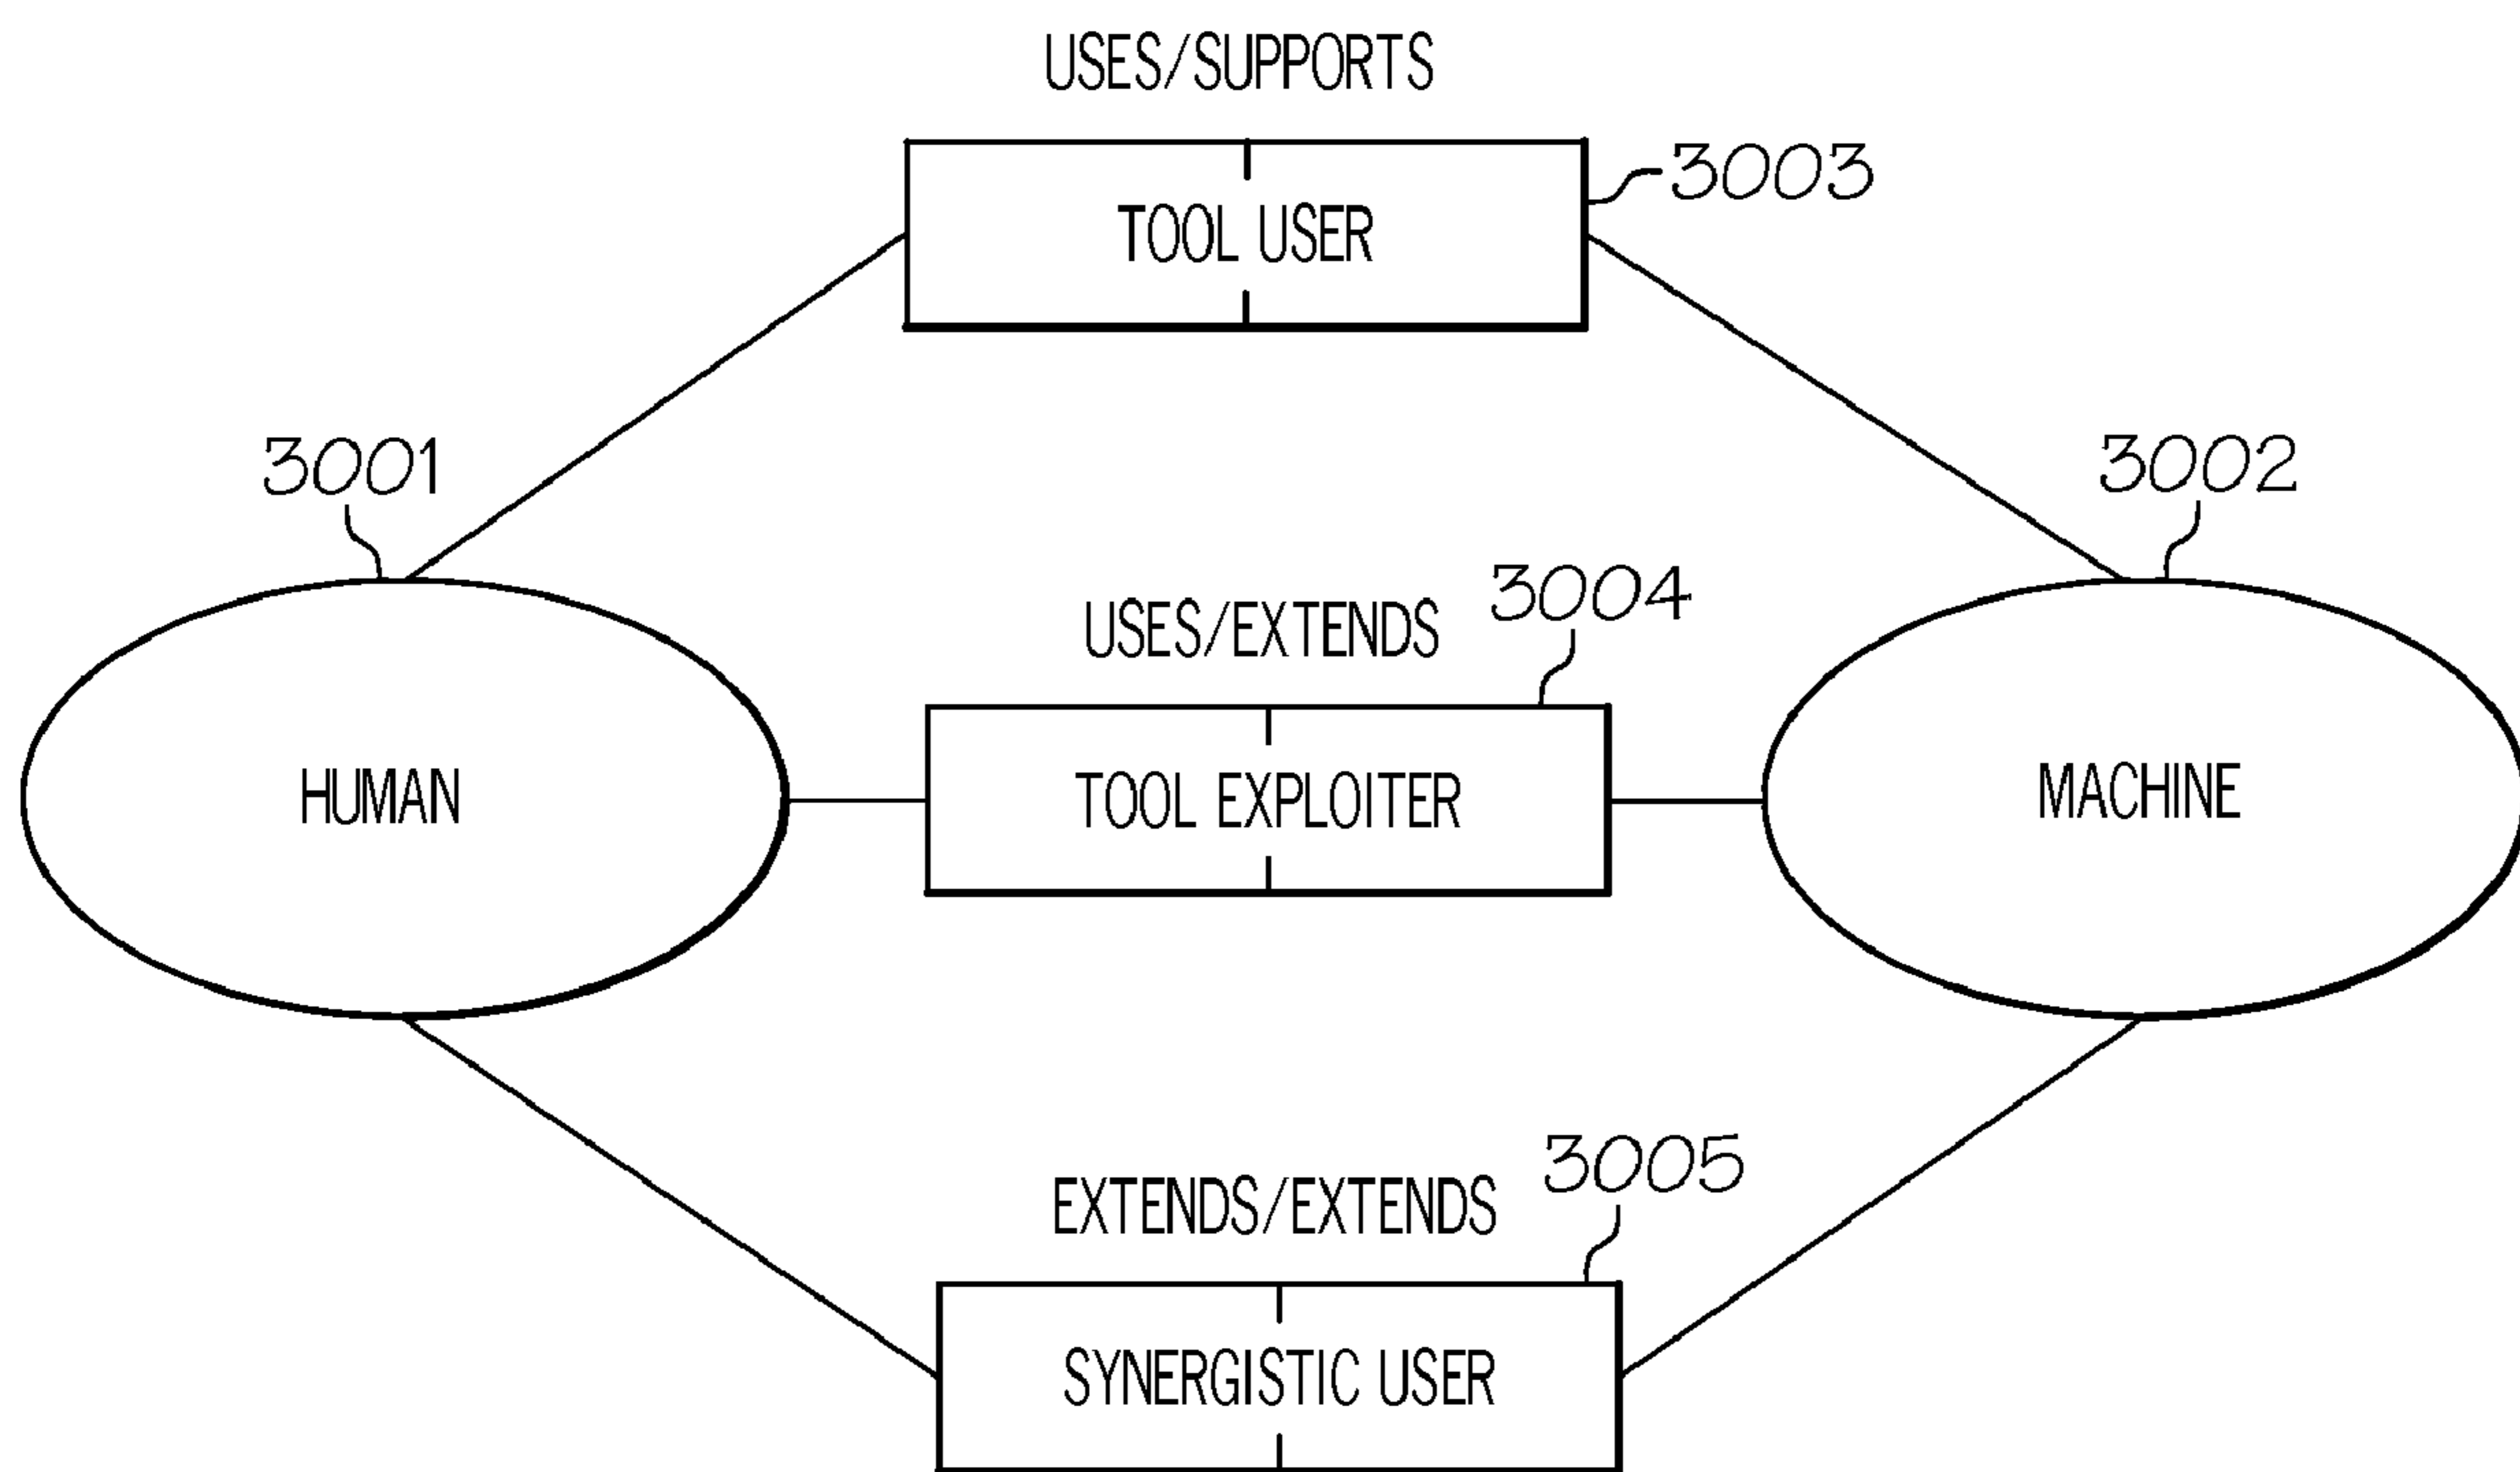 USES/SUPPORTS
3003
TOOL USER
3001
3002
3004
USES/EXTENDS
HUMAN
TOOL EXPLOITER
MACHINE
3005
EXTENDS/EXTENDS
SYNERGISTIC USER